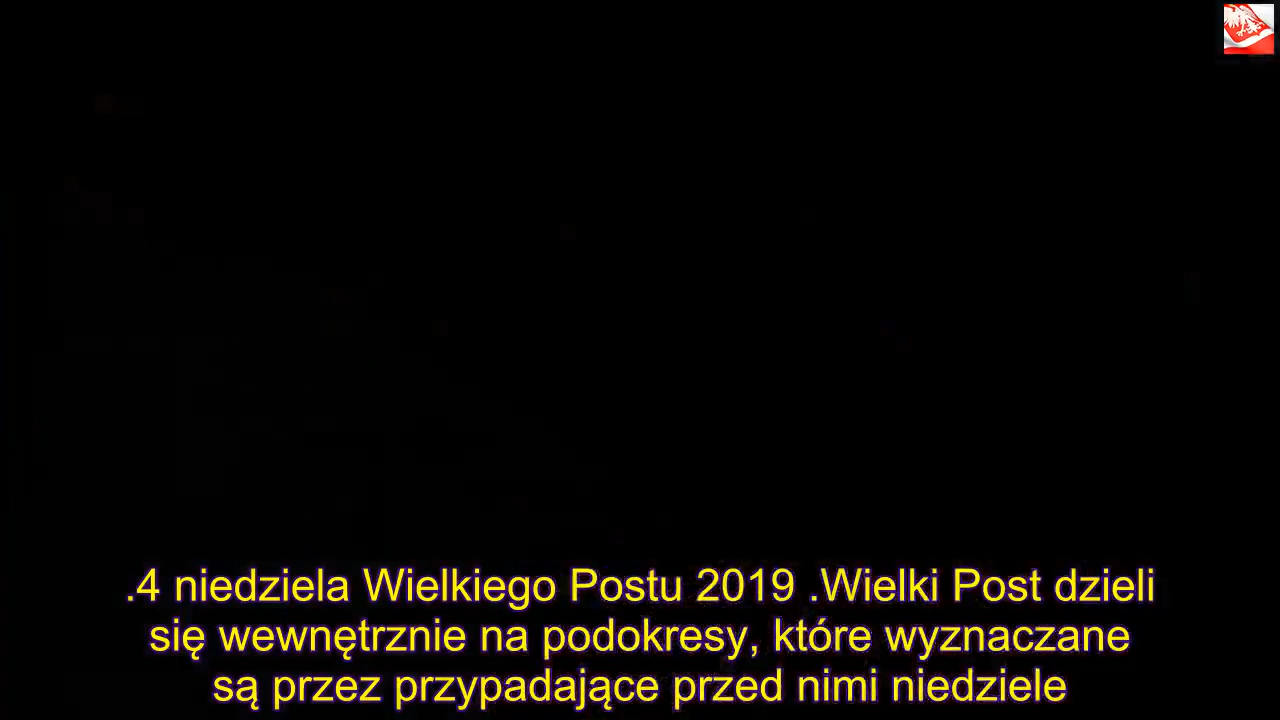 .4 niedziela Wielkiego Postu 2019 .Wielki Post dzieli
się wewnętrznie na podokresy, które wyznaczane
są przez przypadające przed nimi niedziele